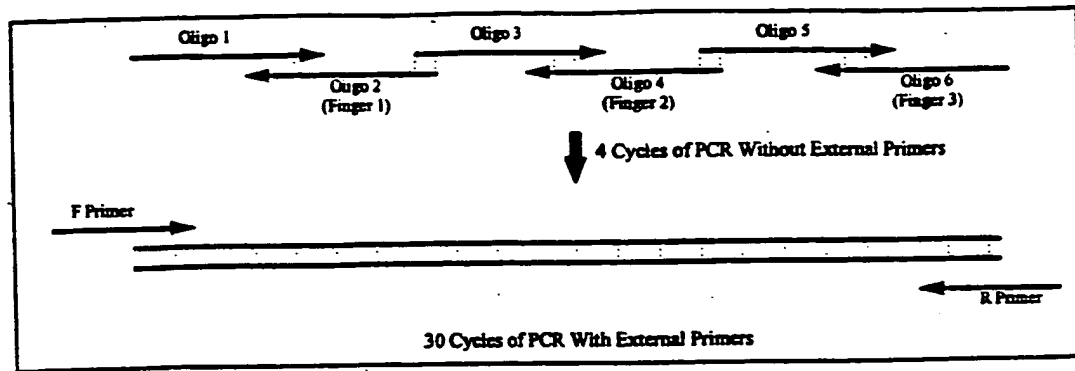 Oligo 1
Oligo 3
Oligo 5
Oligo 2
(Finger 1)
Oligo 4
(Finger 2)
Oligo 6
(Finger 3)
4 Cycles of PCR Without External Primers
F Primer
R Primer
30 Cycles of PCR With External Primers